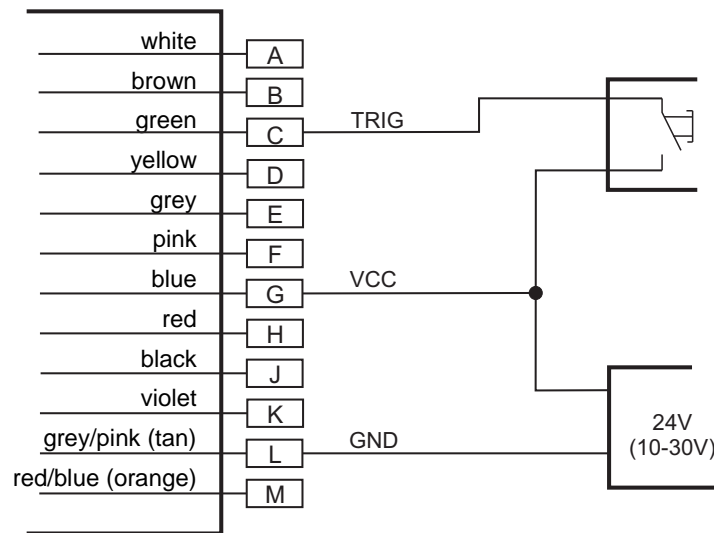 white A
brown B
green C TRIG
yellow D
grey E
pink F
blue G VCC
red H
black J
violet K
grey/pink (tan) L GND
red/blue (orange) M
24V
(10-30V)